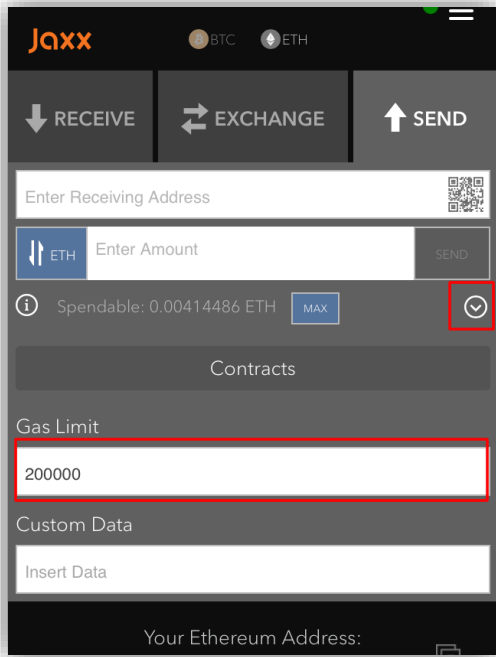 Jaxx BTC ETH
RECEIVE EXCHANGE SEND
Enter Receiving Address
ETH Enter Amount SEND
Spendable: 0.00414486 ETH MAX
Contracts
Gas Limit
200000
Custom Data
Insert Data
Your Ethereum Address: